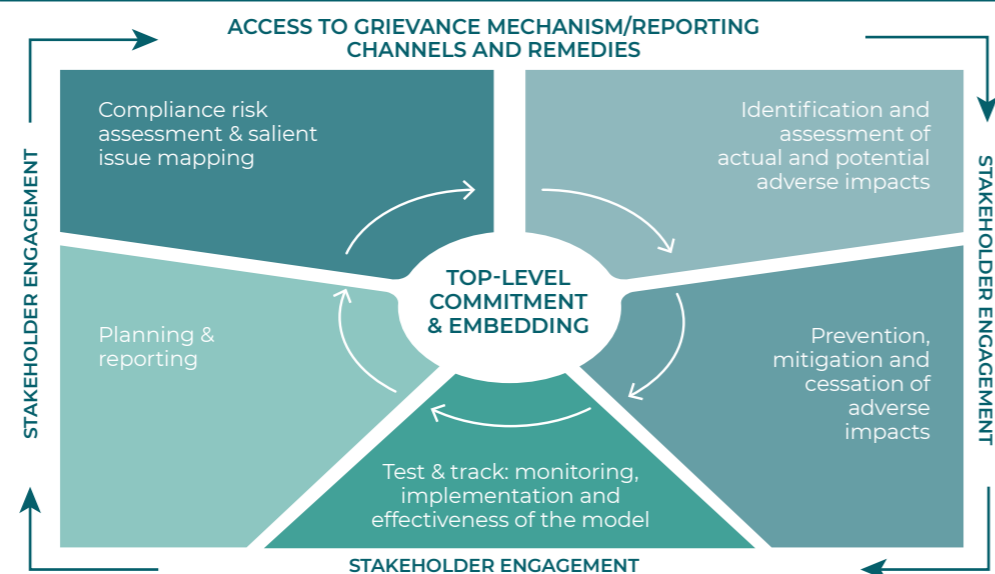 ACCESS TO GRIEVANCE MECHANISM/REPORTING
CHANNELS AND REMEDIES
STAKEHOLDER ENGAGEMENT
Compliance risk
assessment & salient
issue mapping
Identification and
assessment of
actual and potential
adverse impacts
STAKEHOLDER ENGAGEMENT
TOP-LEVEL
COMMITMENT
& EMBEDDING
Planning &
reporting
Prevention,
mitigation and
cessation of
adverse
impacts
Test & track: monitoring,
implementation and
effectiveness of the model
STAKEHOLDER ENGAGEMENT